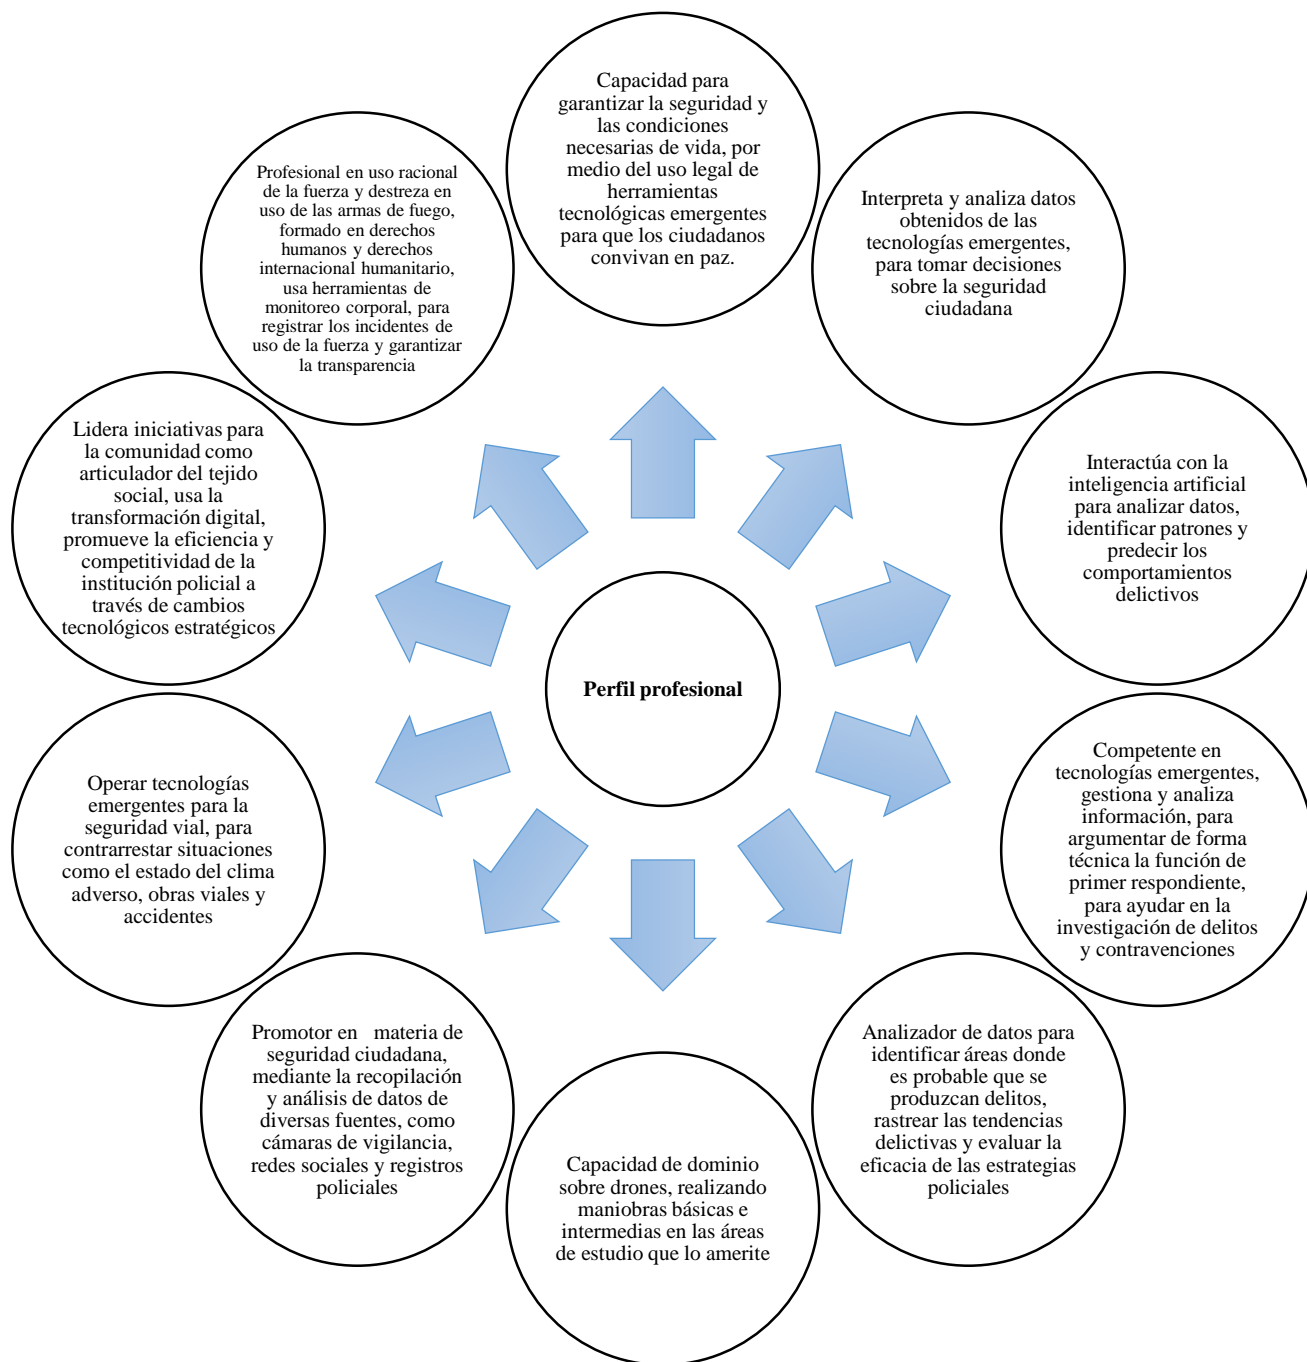 Capacidad para
garantizar la seguridad y
las condiciones
necesarias de vida, por
medio del uso legal de
herramientas
tecnológicas emergentes
para que los ciudadanos
convivan en paz.
Interpreta y analiza datos
obtenidos de las
tecnologías emergentes,
para tomar decisiones
sobre la seguridad
ciudadana
Interactúa con la
inteligencia artificial
para analizar datos,
identificar patrones y
predecir los
comportamientos
delictivos
Competente en
tecnologías emergentes,
gestiona y analiza
información, para
argumentar de forma
técnica la función de
primer respondiente,
para ayudar en la
investigación de delitos
y contravenciones
Analizador de datos para
identificar áreas donde
es probable que se
produzcan delitos,
rastrear las tendencias
delictivas y evaluar la
eficacia de las estrategias
policiales
Capacidad de dominio
sobre drones, realizando
maniobras básicas e
intermedias en las áreas
de estudio que lo amerite
Promotor en materia de
seguridad ciudadana,
mediante la recopilación
y análisis de datos de
diversas fuentes, como
cámaras de vigilancia,
redes sociales y registros
policiales
Operar tecnologías
emergentes para la
seguridad vial, para
contrarrestar situaciones
como el estado del clima
adverso, obras viales y
accidentes
Lidera iniciativas para
la comunidad como
articulador del tejido
social, usa la
transformación digital,
promueve la eficiencia y
competitividad de la
institución policial a
través de cambios
tecnológicos estratégicos
Profesional en uso racional
de la fuerza y destreza en
uso de las armas de fuego,
formado en derechos
humanos y derechos
internacional humanitario,
usa herramientas de
monitoreo corporal, para
registrar los incidentes de
uso de la fuerza y garantizar
la transparencia
Perfil profesional